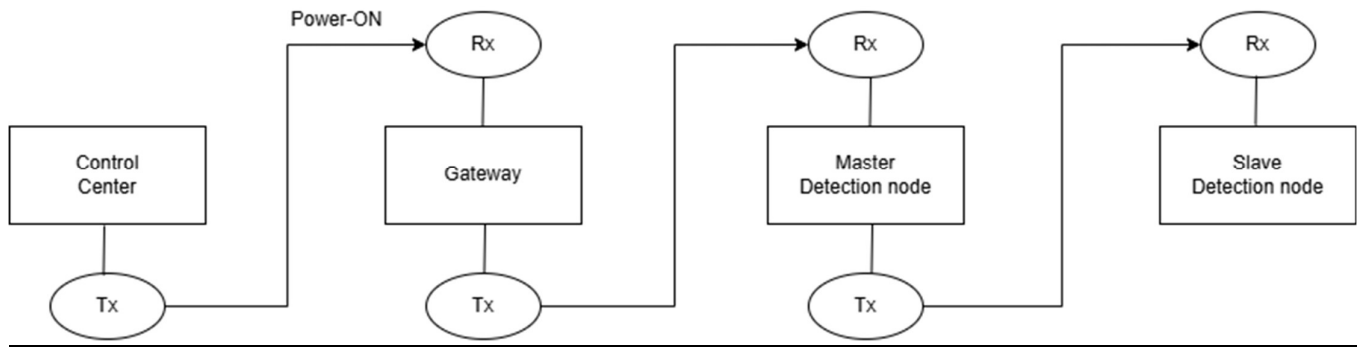 Power-ON
Rx
Rx
Rx
Control
Center
Gateway
Master
Detection node
Slave
Detection node
Tx
Tx
Tx